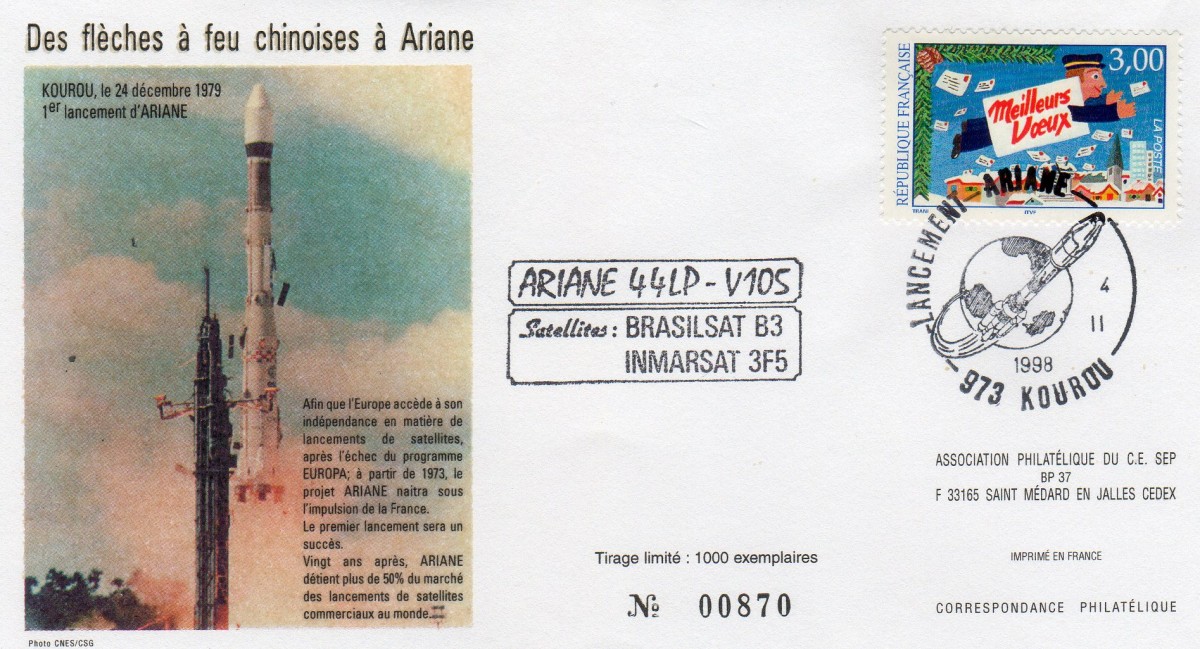 Des flèches à feu chinoises à Ariane
KOUROU, le 24 décembre 1979
1er lancement d'ARIANE
Afin que l'Europe accède à son
indépendance en matière de
lancements de satellites,
après l'échec du programme
EUROPA; à partir de 1973, le
projet ARIANE naitra sous
l'impulsion de la France.
Le premier lancement sera un
succès.
Vingt ans après, ARIANE
détient plus de 50% du marché
des lancements de satellites
commerciaux au monde...
Photo CNES/CSG
ARIANE 44LP - V105
Satellites : BRASILSAT B3
INMARSAT 3F5
RÉPUBLIQUE FRANÇAISE
3,00
Meilleurs
Vœux
LA POSTE
ITVF
LANCEMENT ARIANE
4
11
1998
973 KOUROU
ASSOCIATION PHILATÉLIQUE DU C.E. SEP
BP 37
F 33165 SAINT MÉDARD EN JALLES CEDEX
Tirage limité : 1000 exemplaires
IMPRIMÉ EN FRANCE
№ 00870
CORRESPONDANCE PHILATÉLIQUE